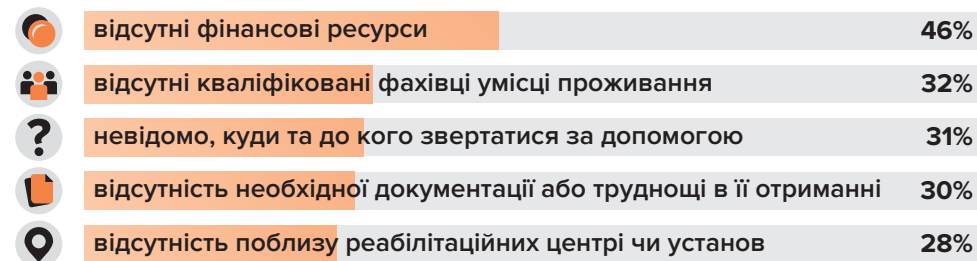 відсутні фінансові ресурси 46%
відсутні кваліфіковані фахівці умісці проживання 32%
невідомо, куди та до кого звертатися за допомогою 31%
відсутність необхідної документації або труднощі в її отриманні 30%
відсутність поблизу реабілітаційних центрі чи установ 28%